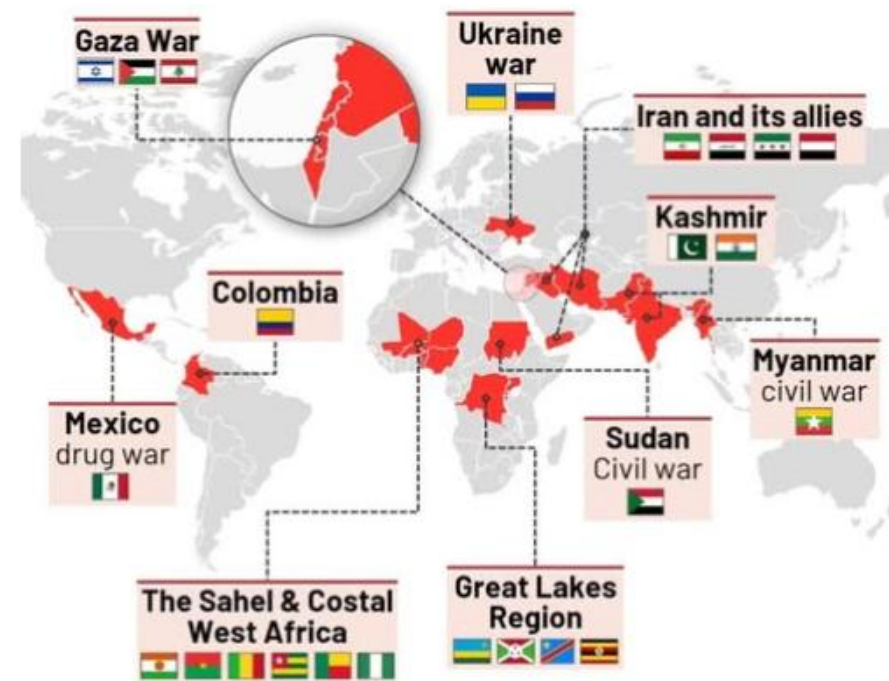 Gaza War
Ukraine
war
Iran and its allies
Kashmir
Colombia
Myanmar
civil war
Mexico
drug war
Sudan
Civil war
The Sahel & Costal
West Africa
Great Lakes
Region